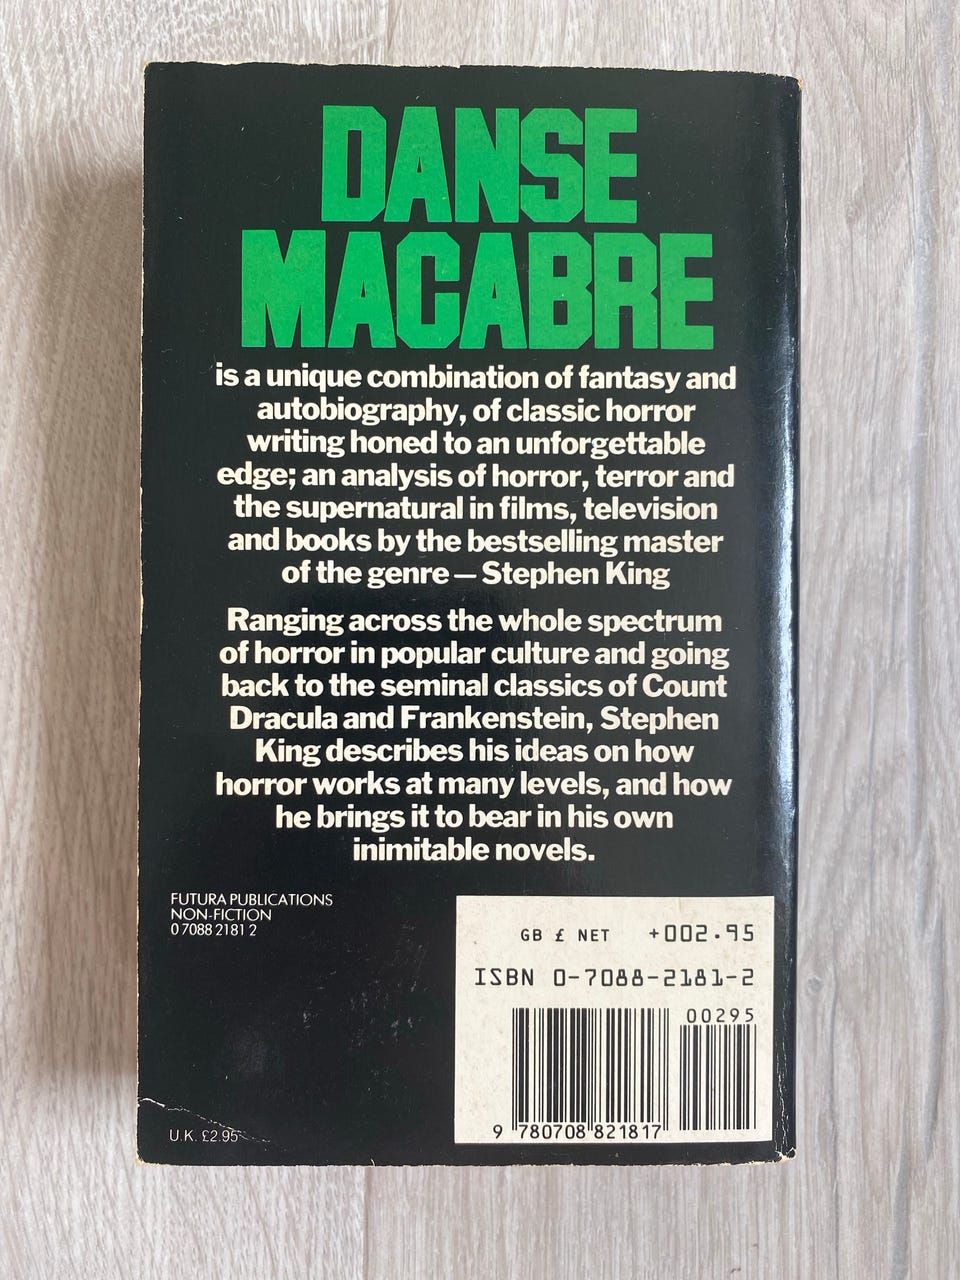 DANSE
MACABRE
is a unique combination of fantasy and
autobiography, of classic horror
writing honed to an unforgettable
edge; an analysis of horror, terror and
the supernatural in films, television
and books by the bestselling master
of the genre — Stephen King
Ranging across the whole spectrum
of horror in popular culture and going
back to the seminal classics of Count
Dracula and Frankenstein, Stephen
King describes his ideas on how
horror works at many levels, and how
he brings it to bear in his own
inimitable novels.
FUTURA PUBLICATIONS
NON-FICTION
0 7088 2181 2
GB £ NET +002.95
ISBN 0-7088-2181-2
00295
9 780708 821817
U.K. £2.95